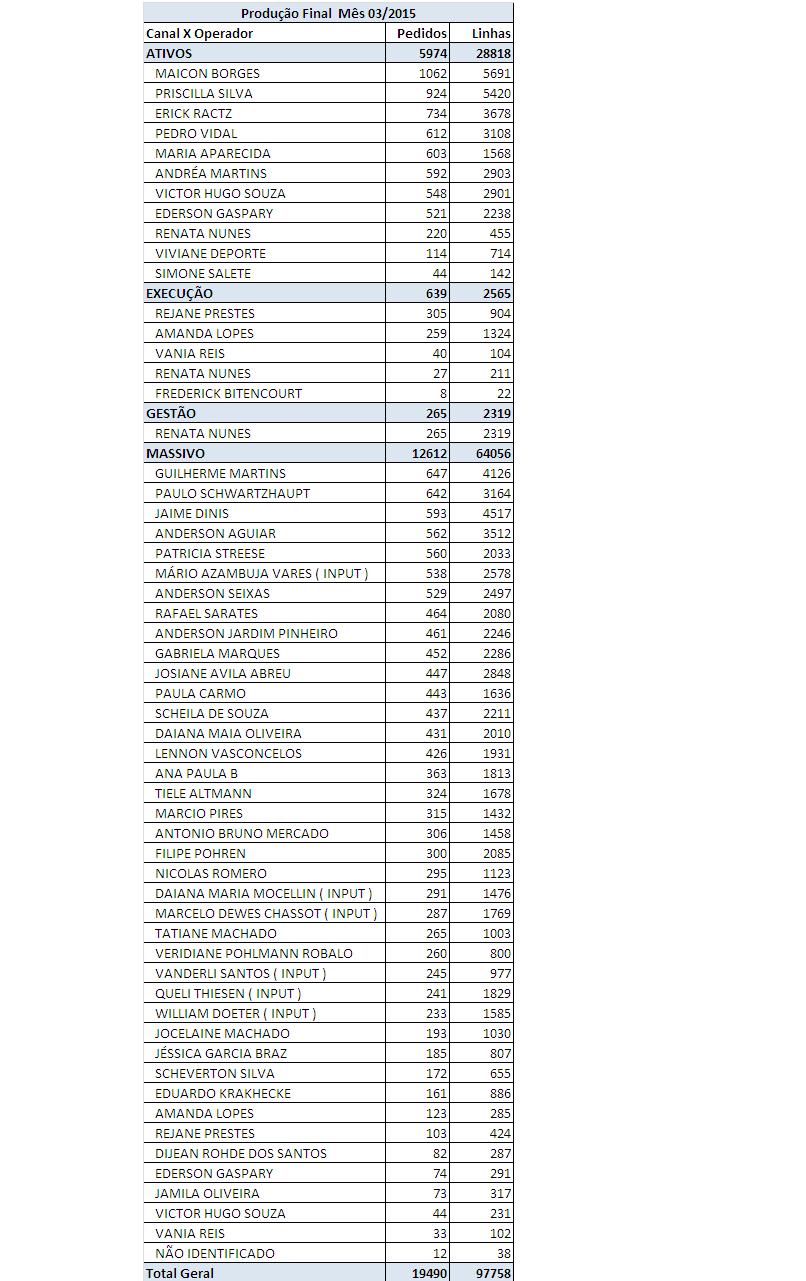 Produção Final Mês 03/2015
Canal X Operador Pedidos Linhas
ATIVOS 5974 28818
MAICON BORGES 1062 5691
PRISCILLA SILVA 924 5420
ERICK RACTZ 734 3678
PEDRO VIDAL 612 3108
MARIA APARECIDA 603 1568
ANDRÉA MARTINS 592 2903
VICTOR HUGO SOUZA 548 2901
EDERSON GASPARY 521 2238
RENATA NUNES 220 455
VIVIANE DEPORTE 114 714
SIMONE SALETE 44 142
EXECUÇÃO 639 2565
REJANE PRESTES 305 904
AMANDA LOPES 259 1324
VANIA REIS 40 104
RENATA NUNES 27 211
FREDERICK BITENCOURT 8 22
GESTÃO 265 2319
RENATA NUNES 265 2319
MASSIVO 12612 64056
GUILHERME MARTINS 647 4126
PAULO SCHWARTZHAUPT 642 3164
JAIME DINIS 593 4517
ANDERSON AGUIAR 562 3512
PATRICIA STREESE 560 2033
MÁRIO AZAMBUJA VARES ( INPUT ) 538 2578
ANDERSON SEIXAS 529 2497
RAFAEL SARATES 464 2080
ANDERSON JARDIM PINHEIRO 461 2246
GABRIELA MARQUES 452 2286
JOSIANE AVILA ABREU 447 2848
PAULA CARMO 443 1636
SCHEILA DE SOUZA 437 2211
DAIANA MAIA OLIVEIRA 431 2010
LENNON VASCONCELOS 426 1931
ANA PAULA B 363 1813
TIELE ALTMANN 324 1678
MARCIO PIRES 315 1432
ANTONIO BRUNO MERCADO 306 1458
FILIPE POHREN 300 2085
NICOLAS ROMERO 295 1123
DAIANA MARIA MOCELLIN ( INPUT ) 291 1476
MARCELO DEWES CHASSOT ( INPUT ) 287 1769
TATIANE MACHADO 265 1003
VERIDIANE POHLMANN ROBALO 260 800
VANDERLI SANTOS ( INPUT ) 245 977
QUELI THIESEN ( INPUT ) 241 1829
WILLIAM DOETER ( INPUT ) 233 1585
JOCELAINE MACHADO 193 1030
JÉSSICA GARCIA BRAZ 185 807
SCHEVERTON SILVA 172 655
EDUARDO KRAKHECKE 161 886
AMANDA LOPES 123 285
REJANE PRESTES 103 424
DIJEAN ROHDE DOS SANTOS 82 287
EDERSON GASPARY 74 291
JAMILA OLIVEIRA 73 317
VICTOR HUGO SOUZA 44 231
VANIA REIS 33 102
NÃO IDENTIFICADO 12 38
Total Geral 19490 97758